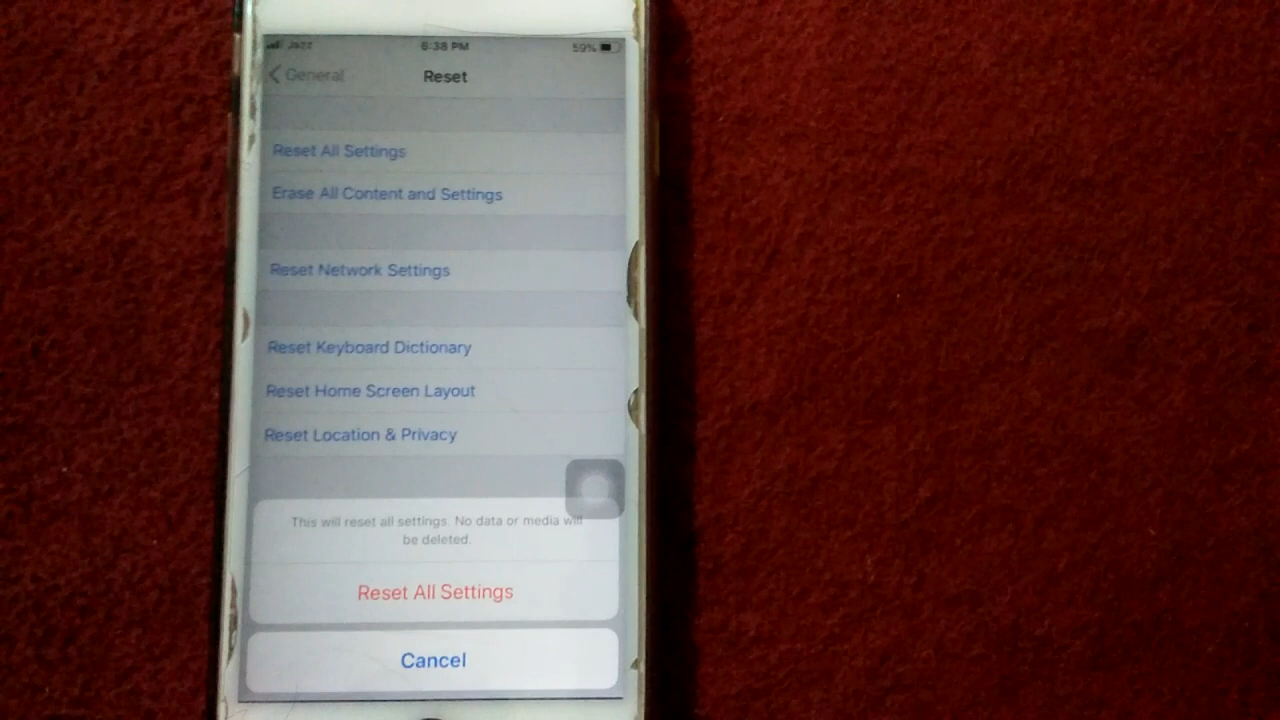 Jazz 6:38 PM 59%
General Reset
Reset All Settings
Erase All Content and Settings
Reset Network Settings
Reset Keyboard Dictionary
Reset Home Screen Layout
Reset Location & Privacy
This will reset all settings. No data or media will
be deleted.
Reset All Settings
Cancel